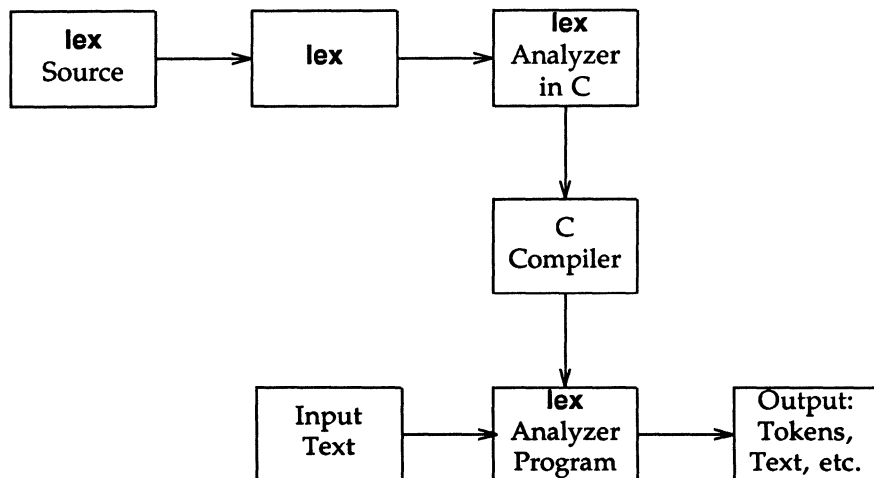 lex
Source
lex
lex
Analyzer
in C
C
Compiler
Input
Text
lex
Analyzer
Program
Output:
Tokens,
Text, etc.